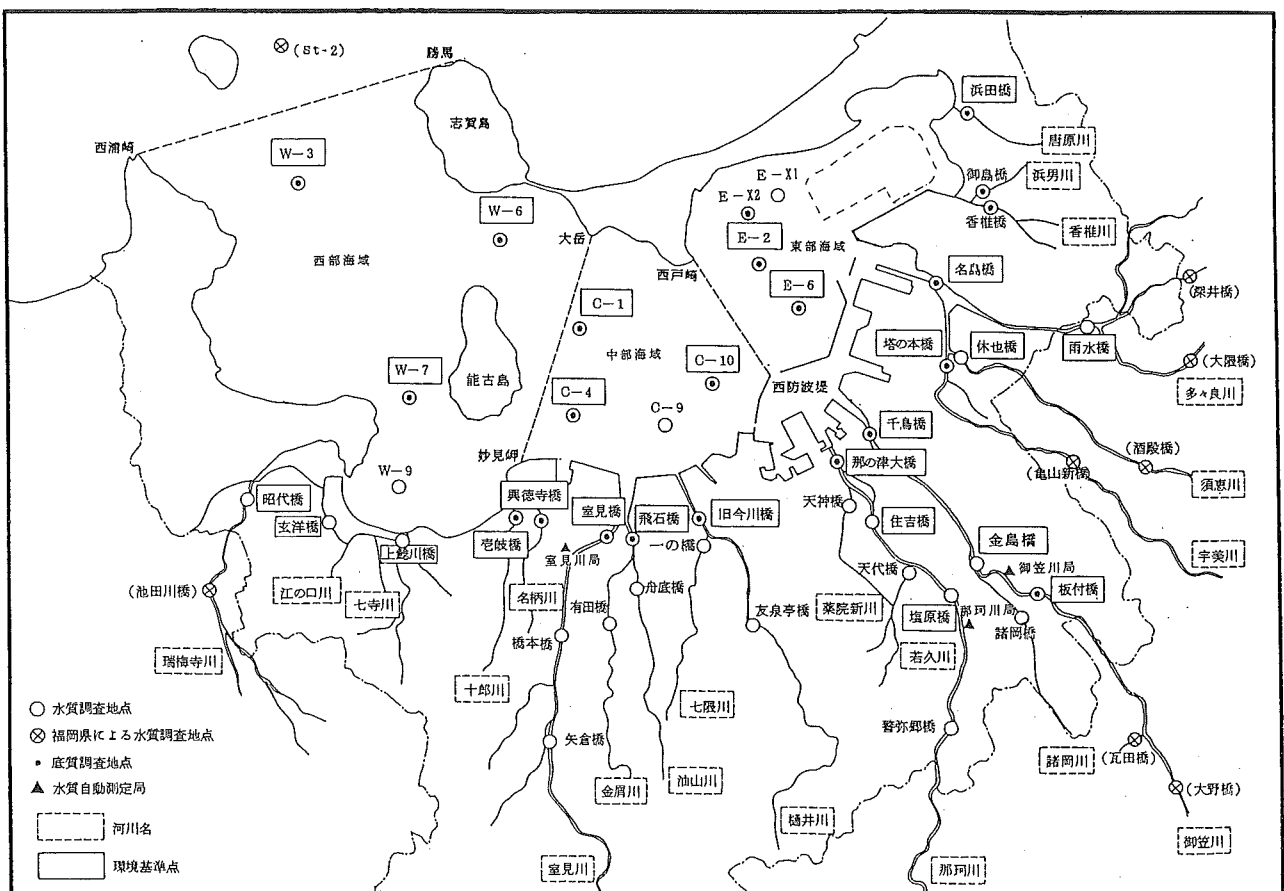 (St-2)
勝馬
浜田橋
志賀島
西浦崎
唐原川
W-3
E-X1
御島橋
浜男川
E-X2
W-6
香椎橋
香椎川
E-2
東部海域
大岳
西部海域
西戸崎
名島橋
E-6
(深井橋)
C-1
中部海域
塔の本橋
休也橋
雨水橋
(大隈橋)
C-10
多々良川
W-7
能古島
西防波堤
C-4
C-9
千鳥橋
(酒殿橋)
(亀山新橋)
須恵川
妙見岬
那の津大橋
W-9
興徳寺橋
昭代橋
室見橋
飛石橋
旧今川橋
天神橋
住吉橋
玄洋橋
壱岐橋
一の橋
金島橋
宇美川
上鯰川橋
室見川局
御笠川局
天代橋
(池田川橋)
江の口川
七寺川
名柄川
有田橋
舟底橋
板付橋
薬院新川
塩原橋
那珂川局
友泉亭橋
諸岡橋
橋本橋
瑞梅寺川
若久川
十郎川
七隈川
水質調査地点
矢倉橋
警弥郷橋
福岡県による水質調査地点
諸岡川
(瓦田橋)
底質調査地点
金屑川
油山川
(大野橋)
水質自動測定局
樋井川
河川名
御笠川
環境基準点
室見川
那珂川